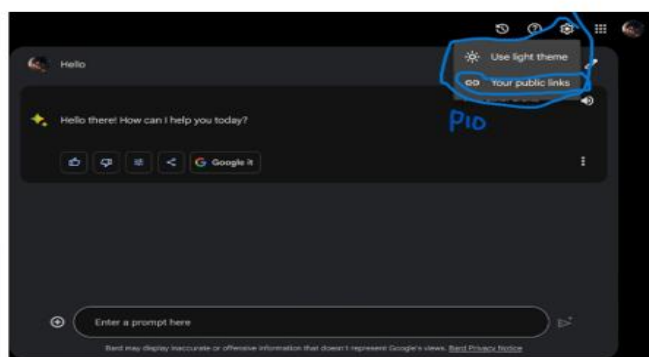 Use light theme
Hello
Your public links
Hello there! How can I help you today?
PIO
G Google it
Enter a prompt here
Bard may display inaccurate or offensive information that doesn't represent Google's views. Bard Privacy Notice